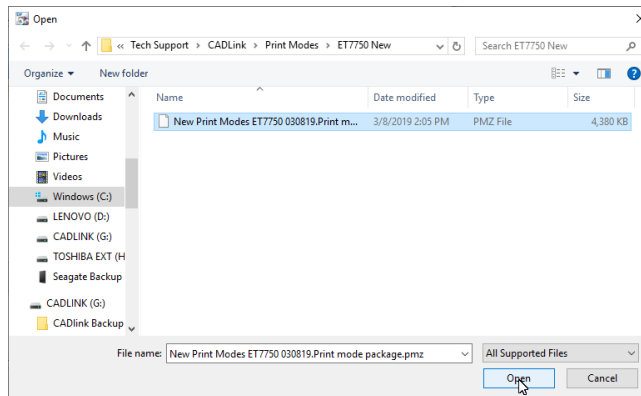 Open
« Tech Support > CADLink > Print Modes > ET7750 New
Search ET7750 New
Organize
New folder
Documents
Downloads
Music
Pictures
Videos
Windows (C:)
LENOVO (D:)
CADLINK (G:)
TOSHIBA EXT (H
Seagate Backup
CADLINK (G:)
CADlink Backup
Name Date modified Type Size
New Print Modes ET7750 030819.Print m... 3/8/2019 2:05 PM PMZ File 4,380 KB
File name: New Print Modes ET7750 030819.Print mode package.pmz All Supported Files
Open Cancel